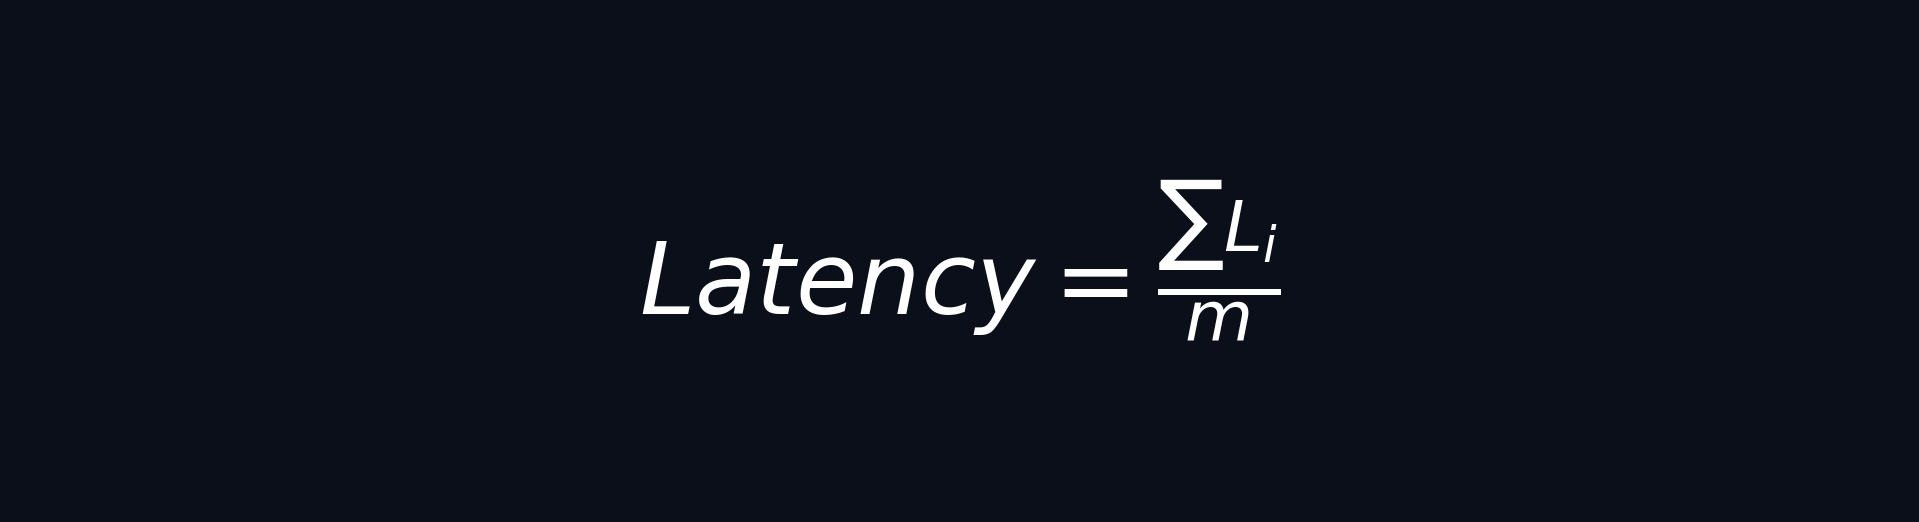 Latency = ∑L_i / m